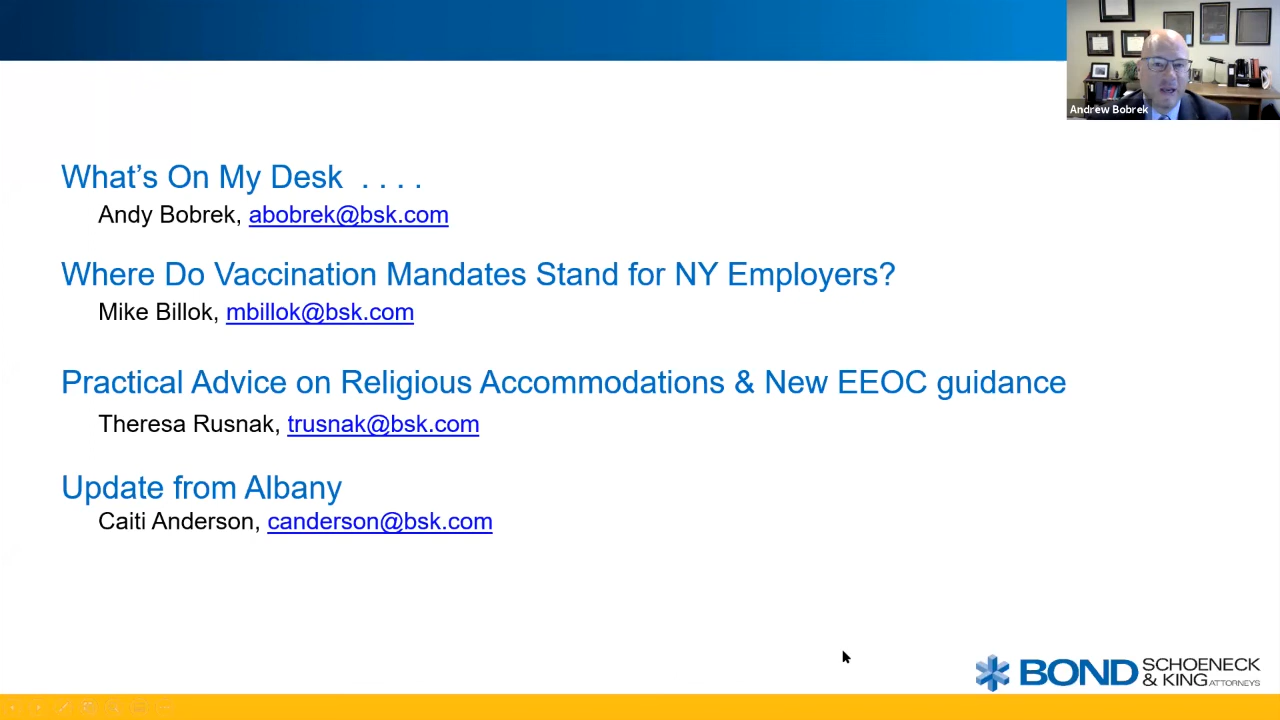 Andrew Bobrek
What's On My Desk . . . .
Andy Bobrek, abobrek@bsk.com
Where Do Vaccination Mandates Stand for NY Employers?
Mike Billok, mbillok@bsk.com
Practical Advice on Religious Accommodations & New EEOC guidance
Theresa Rusnak, trusnak@bsk.com
Update from Albany
Caiti Anderson, canderson@bsk.com
BOND SCHOENECK
& KING ATTORNEYS